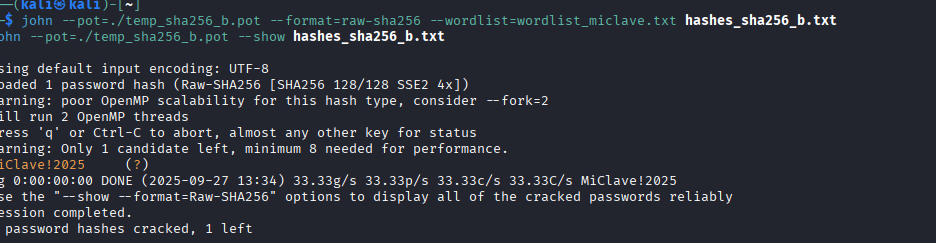 ──(kali㉿kali)-[~]
─$ john --pot=./temp_sha256_b.pot --format=raw-sha256 --wordlist=wordlist_miclave.txt hashes_sha256_b.txt
ohn --pot=./temp_sha256_b.pot --show hashes_sha256_b.txt
sing default input encoding: UTF-8
oaded 1 password hash (Raw-SHA256 [SHA256 128/128 SSE2 4x])
arning: poor OpenMP scalability for this hash type, consider --fork=2
ill run 2 OpenMP threads
ress 'q' or Ctrl-C to abort, almost any other key for status
arning: Only 1 candidate left, minimum 8 needed for performance.
iClave!2025     (?)
g 0:00:00:00 DONE (2025-09-27 13:34) 33.33g/s 33.33p/s 33.33c/s 33.33C/s MiClave!2025
se the "--show --format=Raw-SHA256" options to display all of the cracked passwords reliably
ession completed.
password hashes cracked, 1 left